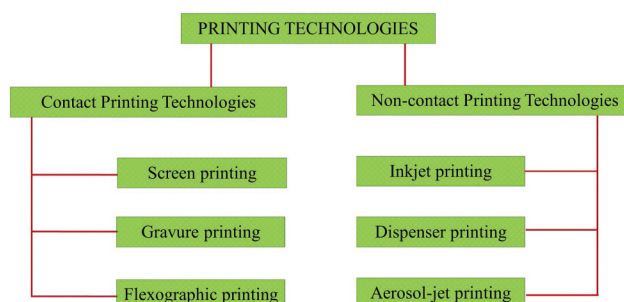 PRINTING TECHNOLOGIES
Contact Printing Technologies
Non-contact Printing Technologies
Screen printing
Inkjet printing
Gravure printing
Dispenser printing
Flexographic printing
Aerosol-jet printing